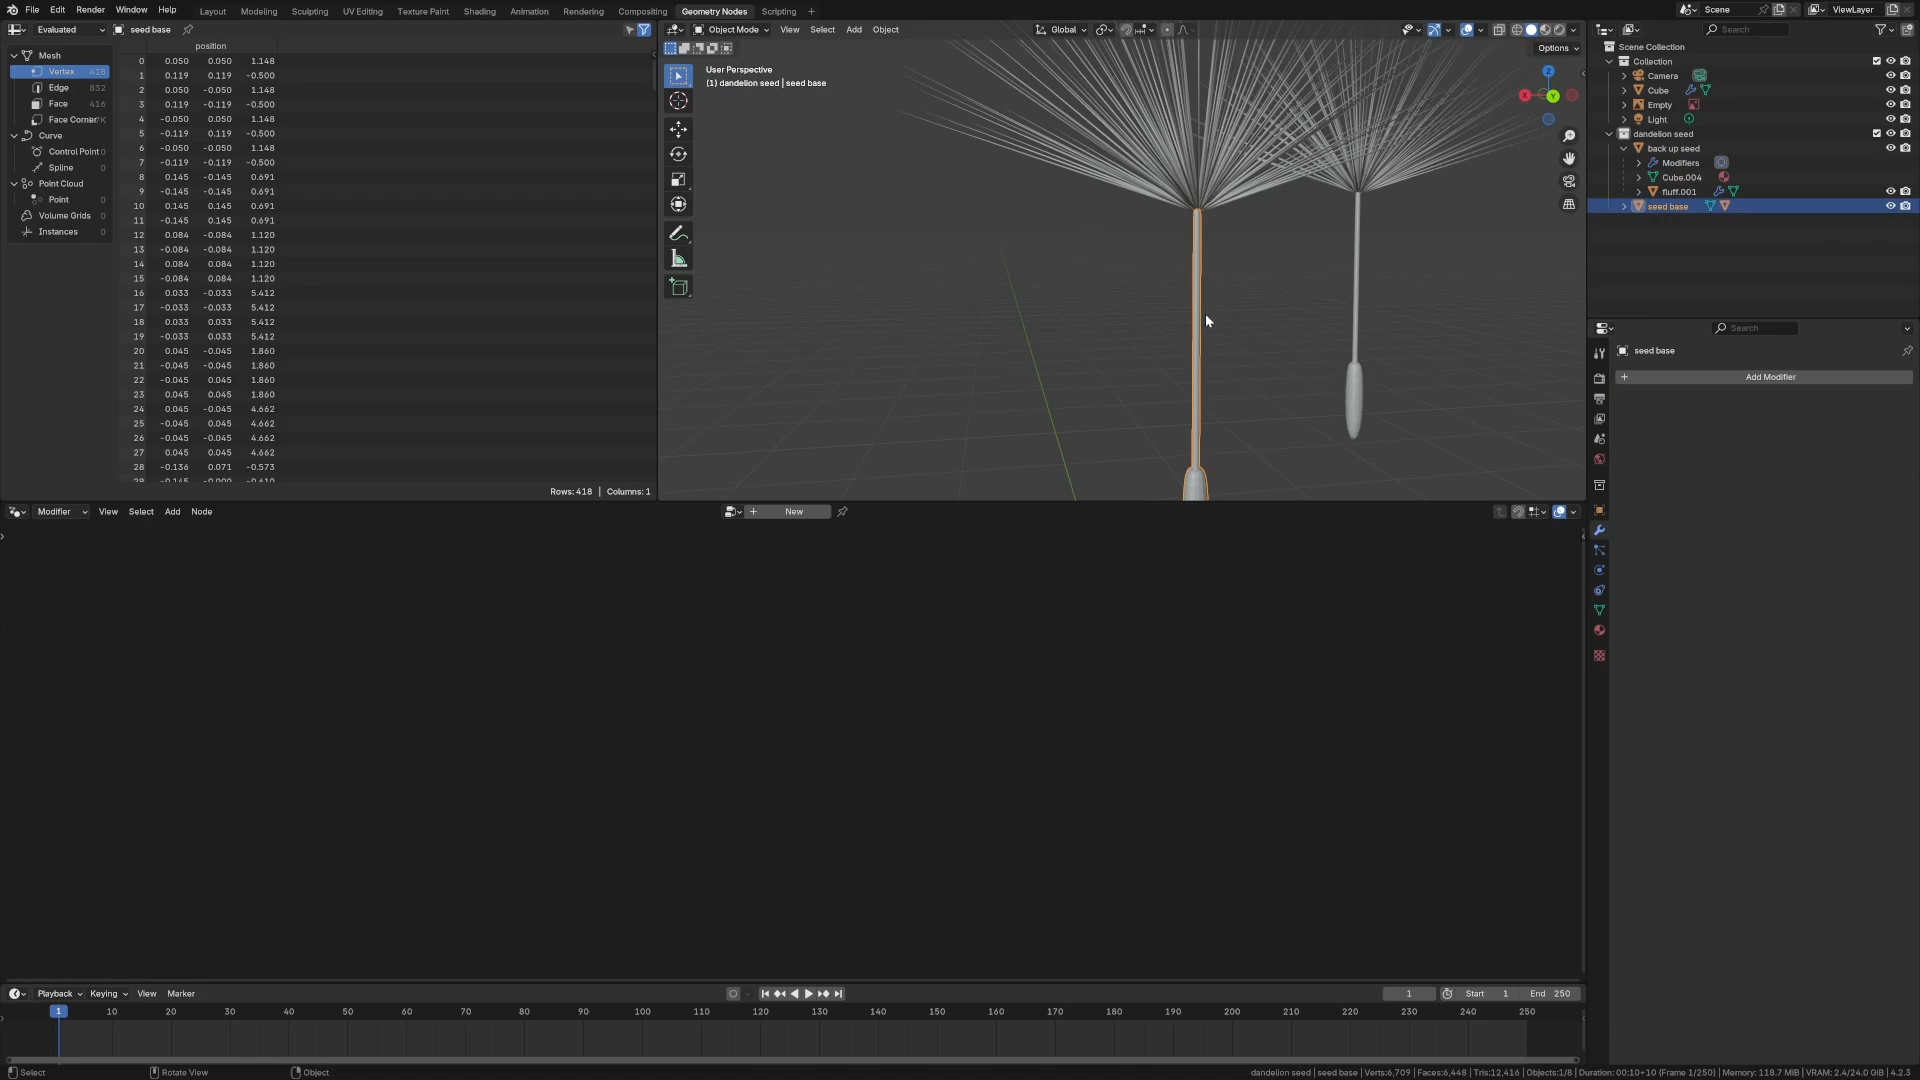 File Edit Render Window Help Layout Modeling Sculpting UV Editing Texture Paint Shading Animation Rendering Compositing Geometry Nodes Scripting + Scene ViewLayer
Evaluated seed base
position
Mesh
Vertex 418
Edge 832
Face 416
Face Corner
Curve
Control Point 0
Spline 0
Point Cloud
Point 0
Volume Grids 0
Instances 0
0 0.050 0.050 1.148
1 0.119 0.119 -0.500
2 0.050 -0.050 1.148
3 0.119 -0.119 -0.500
4 -0.050 0.050 1.148
5 -0.119 0.119 -0.500
6 -0.050 -0.050 1.148
7 -0.119 -0.119 -0.500
8 0.145 0.145 0.691
9 -0.145 0.145 0.691
10 0.145 -0.145 0.691
11 -0.145 -0.145 0.691
12 0.084 -0.084 1.120
13 -0.084 -0.084 1.120
14 0.084 0.084 1.120
15 -0.084 0.084 1.120
16 0.033 -0.033 5.412
17 -0.033 -0.033 5.412
18 0.033 0.033 5.412
19 -0.033 0.033 5.412
20 0.045 -0.045 1.860
21 -0.045 -0.045 1.860
22 -0.045 0.045 1.860
23 0.045 0.045 1.860
24 0.045 -0.045 4.662
25 -0.045 0.045 4.662
26 -0.045 -0.045 4.662
27 0.045 0.045 4.662
28 -0.136 0.071 -0.573
Rows: 418 | Columns: 1
Object Mode View Select Add Object Global
Options
User Perspective
(1) dandelion seed | seed base
X
Y
Z
Search
Scene Collection
Collection
Camera
Cube
Empty
Light
dandelion seed
back up seed
Modifiers
Cube.004
fluff.001
seed base
Search
seed base
+ Add Modifier
Modifier View Select Add Node + New
Playback Keying View Marker 1 Start 1 End 250
1 10 20 30 40 50 60 70 80 90 100 110 120 130 140 150 160 170 180 190 200 210 220 230 240 250
Select Rotate View Object
dandelion seed | seed base | Verts:6,709 | Faces:6,448 | Tris:12,416 | Objects:1/8 | Duration: 00:10+10 (Frame 1/250) | Memory: 118.7 MiB | VRAM: 2.4/24.0 GiB | 4.2.3